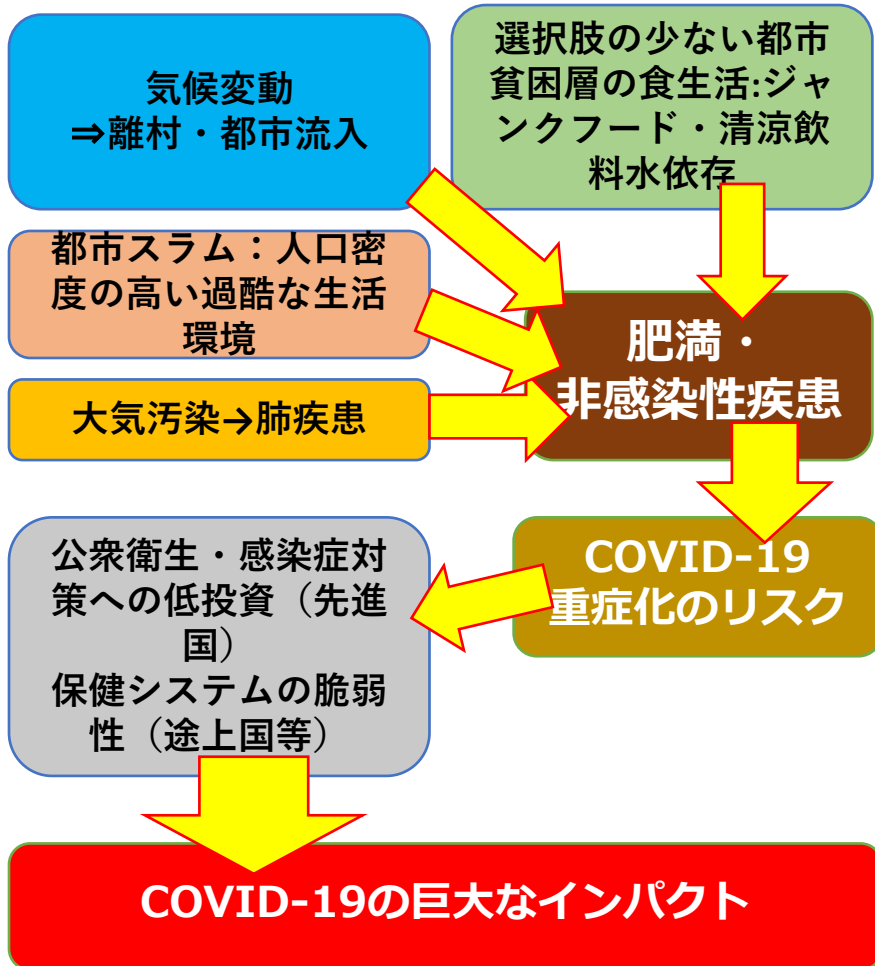 気候変動
⇒離村・都市流入
選択肢の少ない都市
貧困層の食生活:ジャ
ンクフード・清涼飲
料水依存
都市スラム：人口密
度の高い過酷な生活
環境
大気汚染→肺疾患
肥満・
非感染性疾患
COVID-19
重症化のリスク
公衆衛生・感染症対
策への低投資（先進
国）
保健システムの脆弱
性（途上国等）
COVID-19の巨大なインパクト